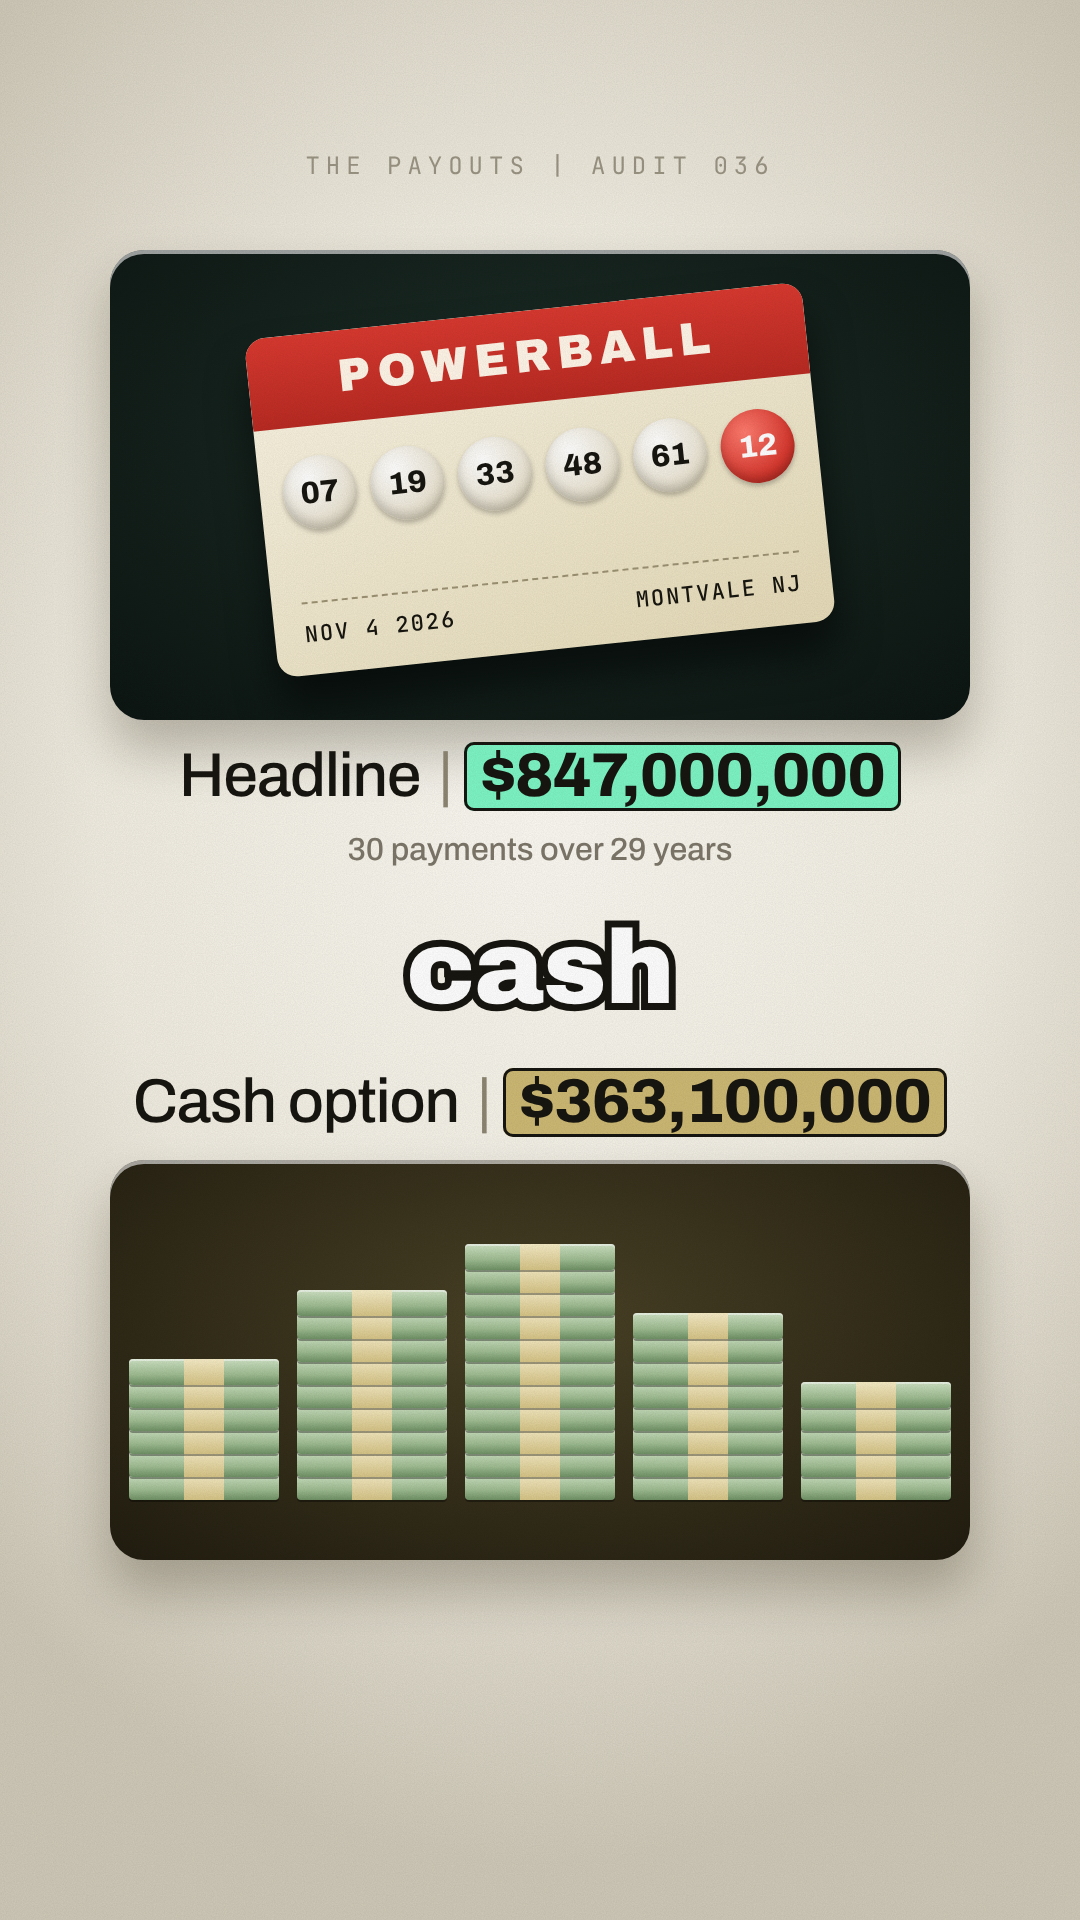 THE PAYOUTS | AUDIT 036
POWERBALL
07 19 33 48 61 12
NOV 4 2026 MONTVALE NJ
Headline | $847,000,000
30 payments over 29 years
cash
Cash option | $363,100,000